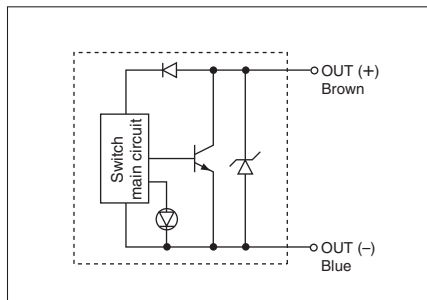 OUT (+)
Brown
Switch
main circuit
OUT (–)
Blue